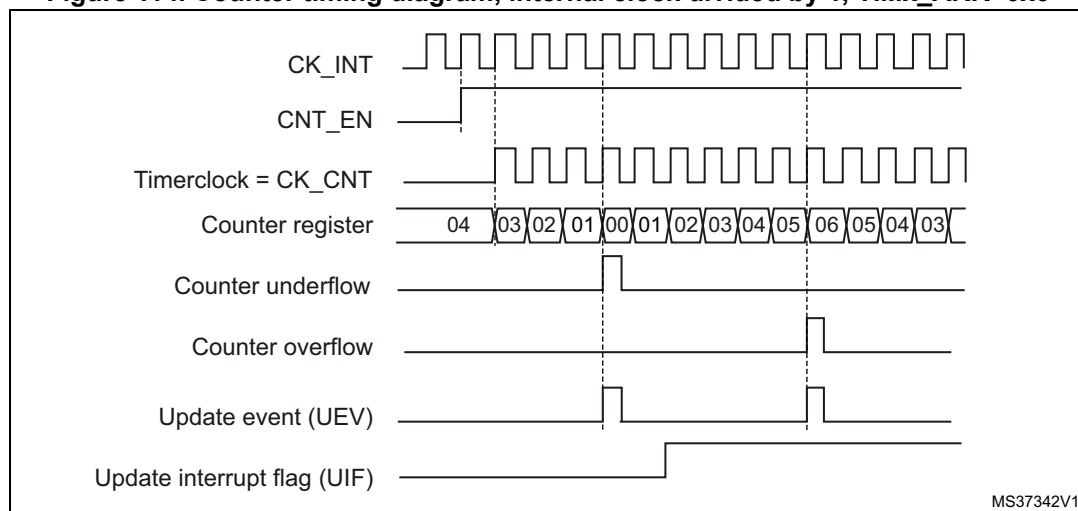 CK_INT
CNT_EN
Timerclock = CK_CNT
Counter register 04 03 02 01 00 01 02 03 04 05 06 05 04 03
Counter underflow
Counter overflow
Update event (UEV)
Update interrupt flag (UIF)
MS37342V1